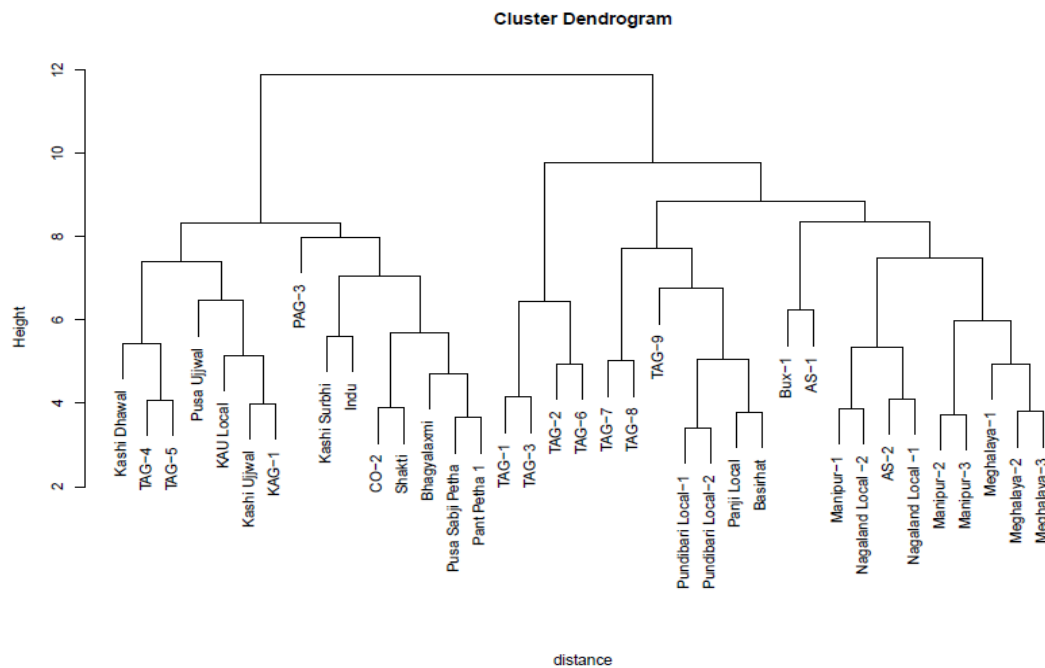 Cluster Dendrogram
Height
12
10
8
6
4
2
Kashi Dhawal
TAG-4
TAG-5
Pusa Ujjwal
KAU Local
Kashi Ujjwal
KAG-1
PAG-3
Kashi Surbhi
Indu
CO-2
Shakti
Bhagyalaxmi
Pusa Sabji Petha
Pant Petha 1
TAG-1
TAG-3
TAG-2
TAG-6
TAG-7
TAG-8
TAG-9
Pundibari Local-1
Pundibari Local-2
Panji Local
Basirhat
Bux-1
AS-1
Manipur-1
Nagaland Local -2
AS-2
Nagaland Local -1
Manipur-2
Manipur-3
Meghalaya-1
Meghalaya-2
Meghalaya-3
distance